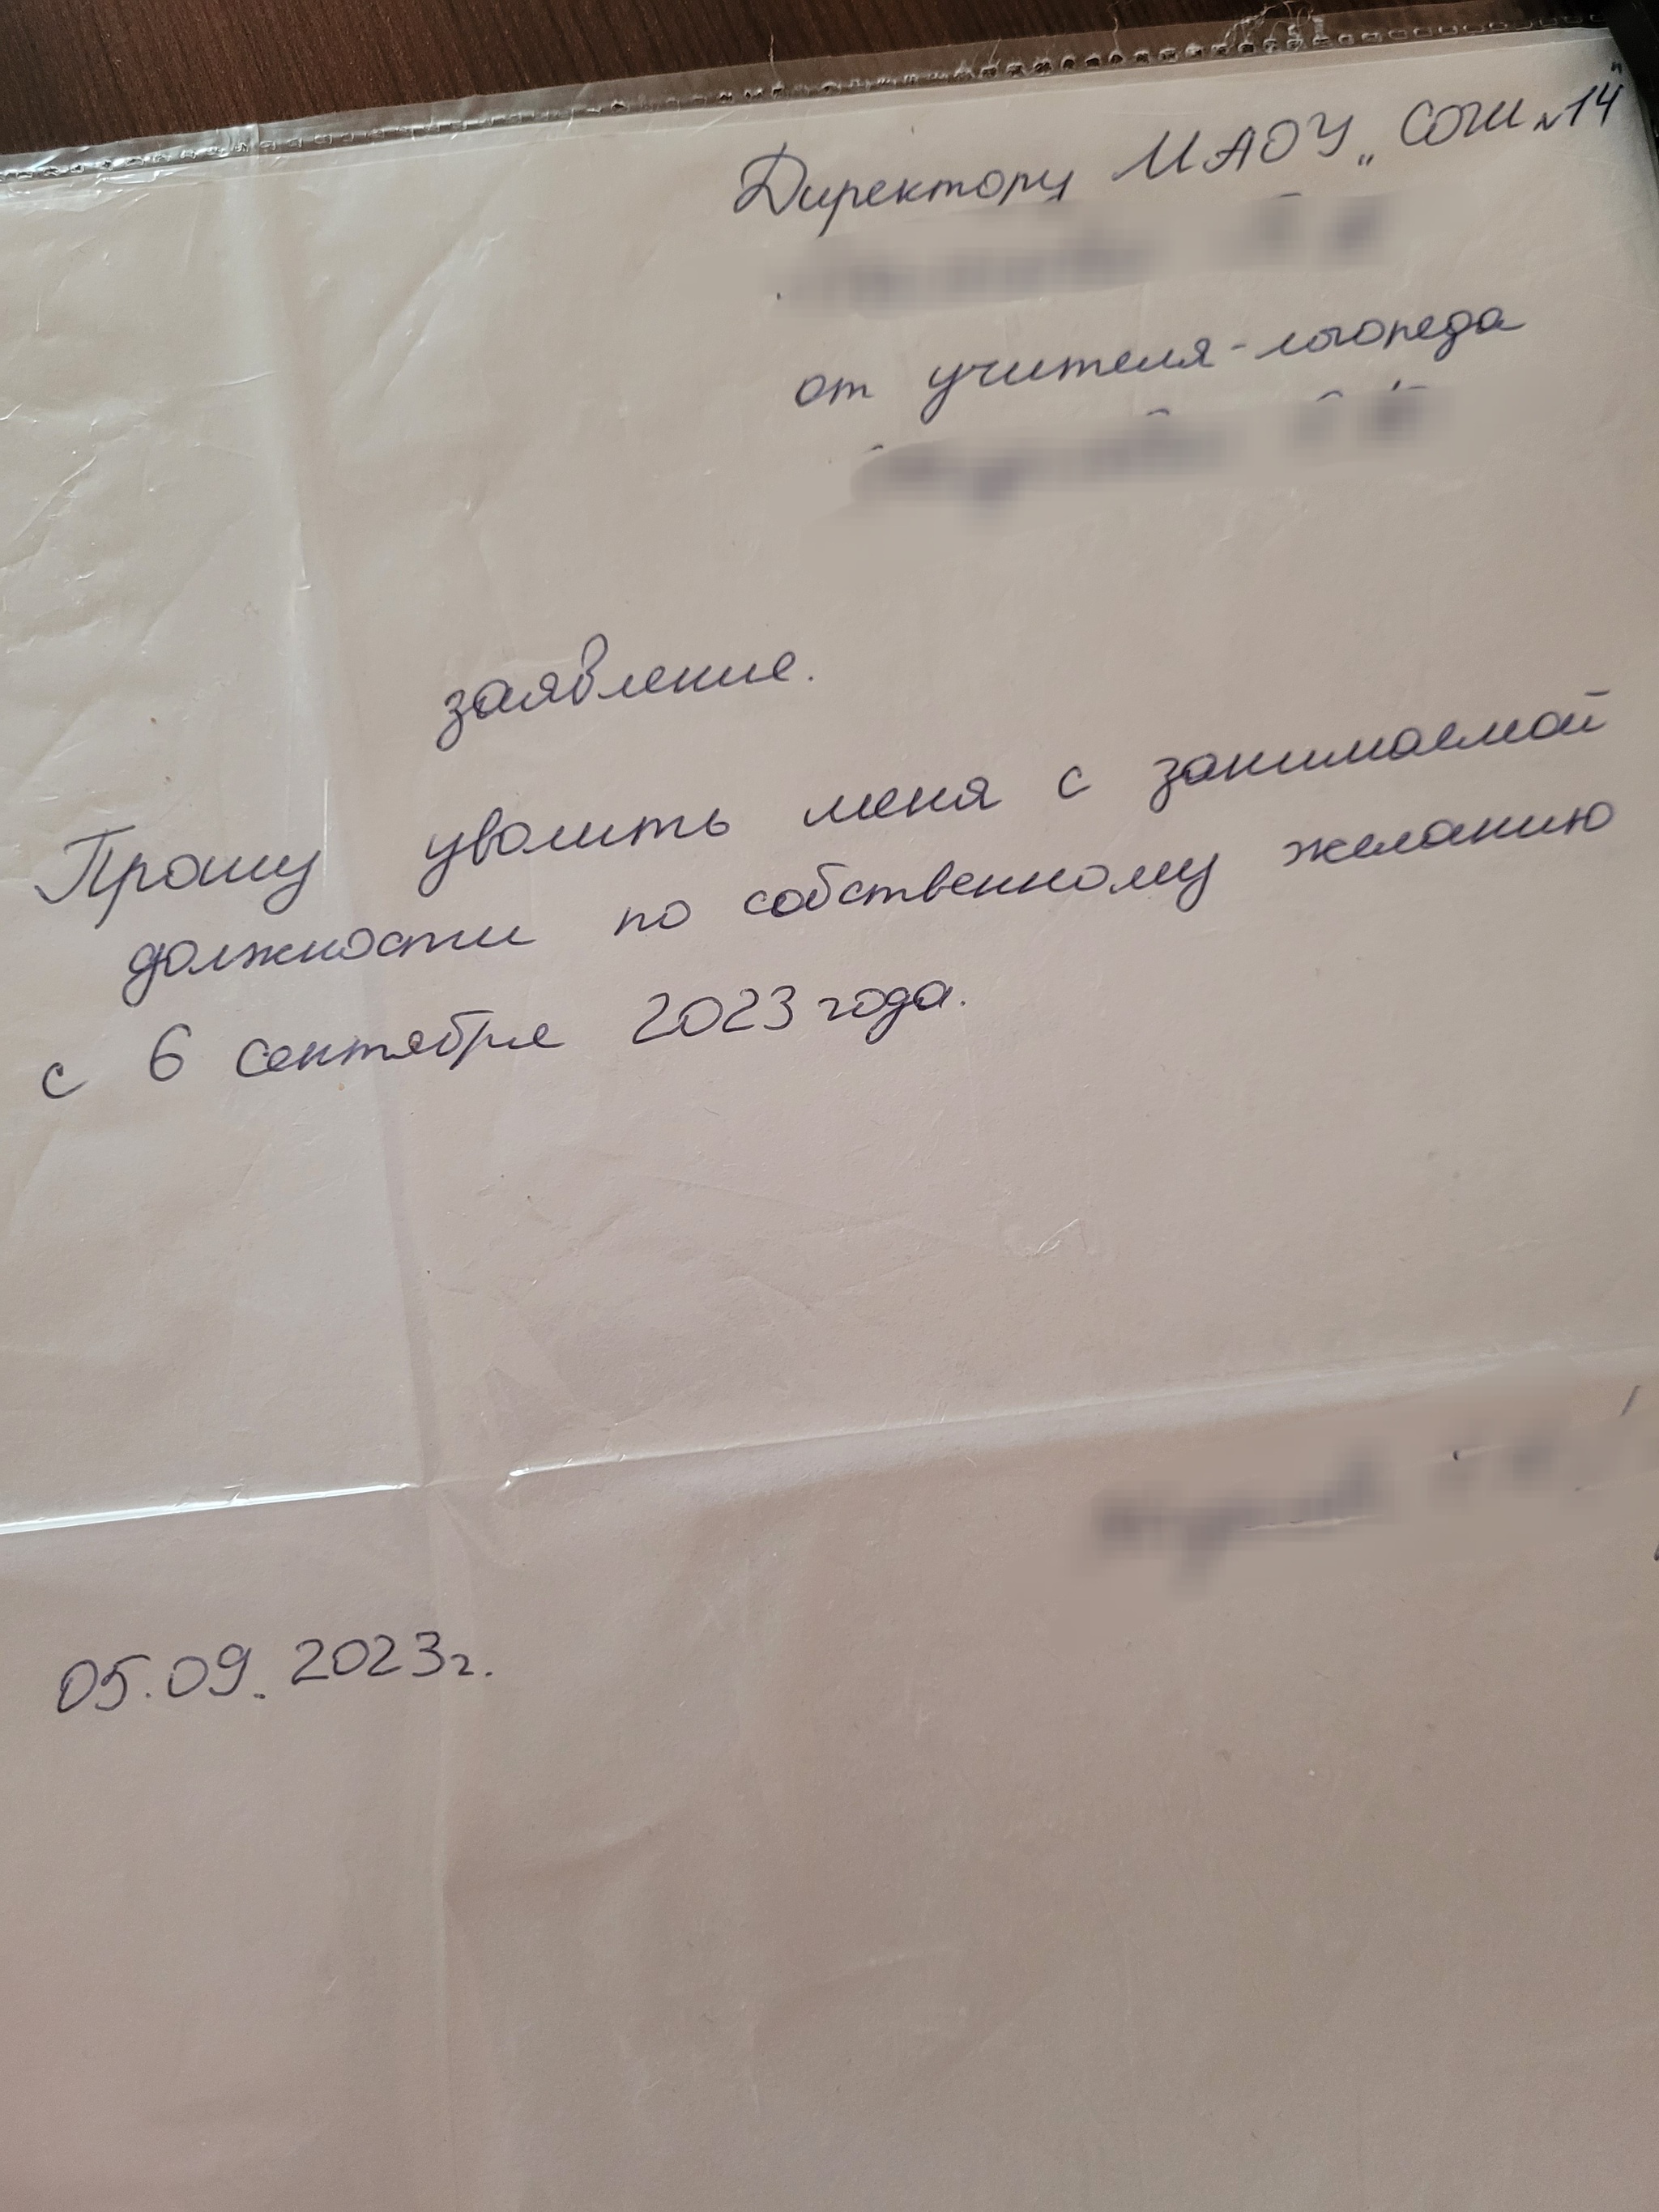 Директору МАОУ „СОШ №14"
от учителя-логопеда
заявление.
Прошу уволить меня с занимаемой
должности по собственному желанию
с 6 сентября 2023 года.
05.09.2023г.